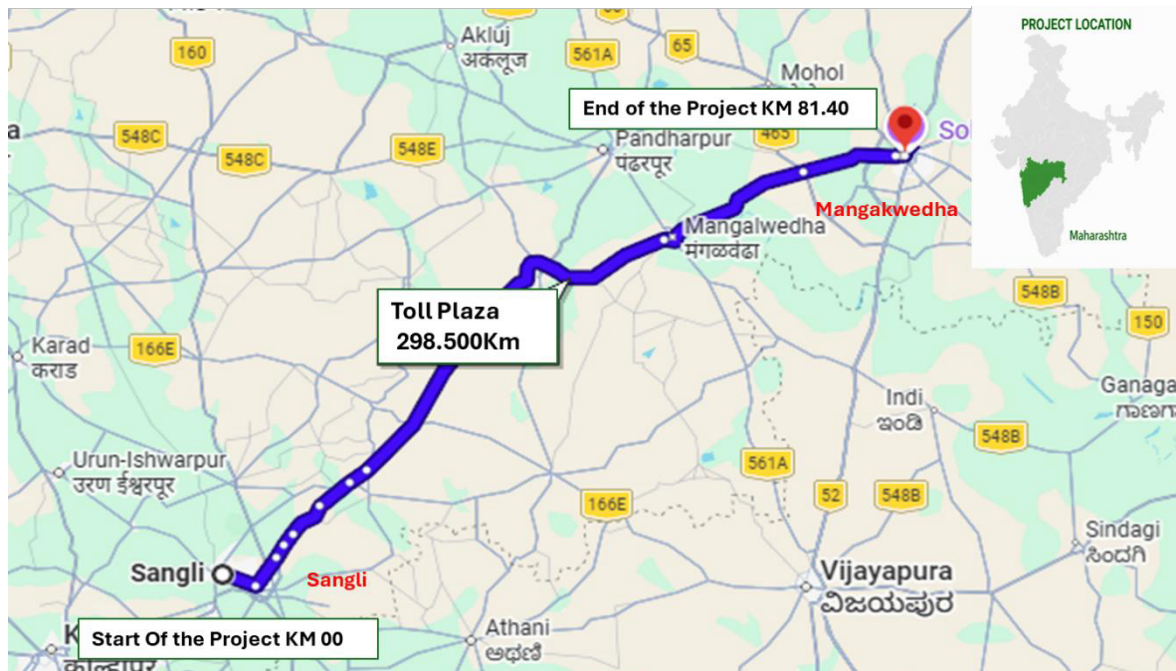 PROJECT LOCATION
Maharashtra
160
Akluj
अकलूज
561A
65
Mohol
End of the Project KM 81.40
465
548C
548C
548E
Pandharpur
पंढरपूर
Mangakwedha
Mangalwedha
मंगळवेढा
Toll Plaza
298.500Km
548B
150
Karad
कराड
166E
Indi
ಇಂಡಿ
548B
Urun-Ishwarpur
उरण ईश्वरपूर
561A
52
548B
166E
Sindagi
ಸಿಂದಗಿ
Sangli
Sangli
Vijayapura
ವಿಜಯಪುರ
Start Of the Project KM 00
Athani
ಅಥಣಿ